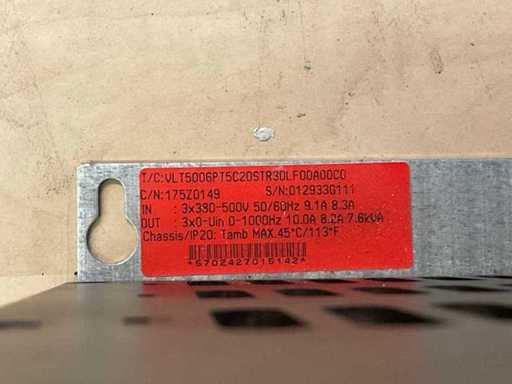 T/C:VLT5006PT5C20STR3DLF00A00C0
C/N:175Z0149 S/N:012933G111
IN : 3x380-500V 50/60Hz 9.1A 8.3A
OUT : 3x0-Uin 0-1000Hz 10.0A 8.2A 7.6kVA
Chassis/IP20: Tamb MAX.45°C/113°F
*5702427015142*